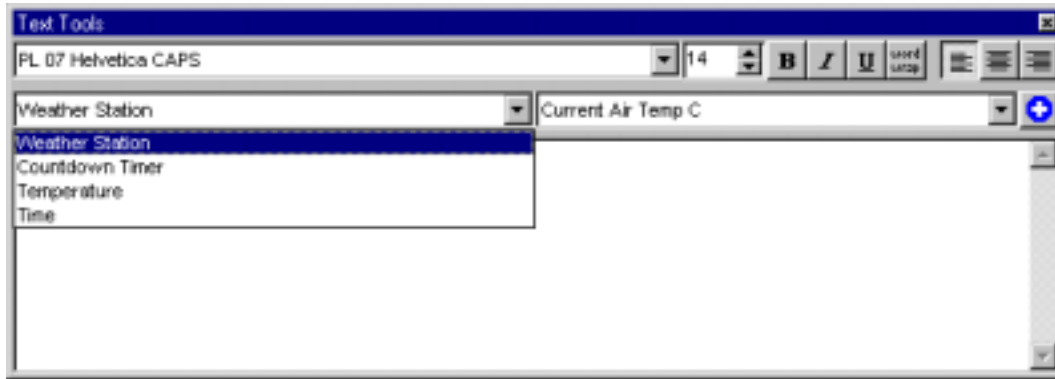 Text Tools
PL 07 Helvetica CAPS 14 B I U word wrap
Weather Station Current Air Temp C
Weather Station
Countdown Timer
Temperature
Time